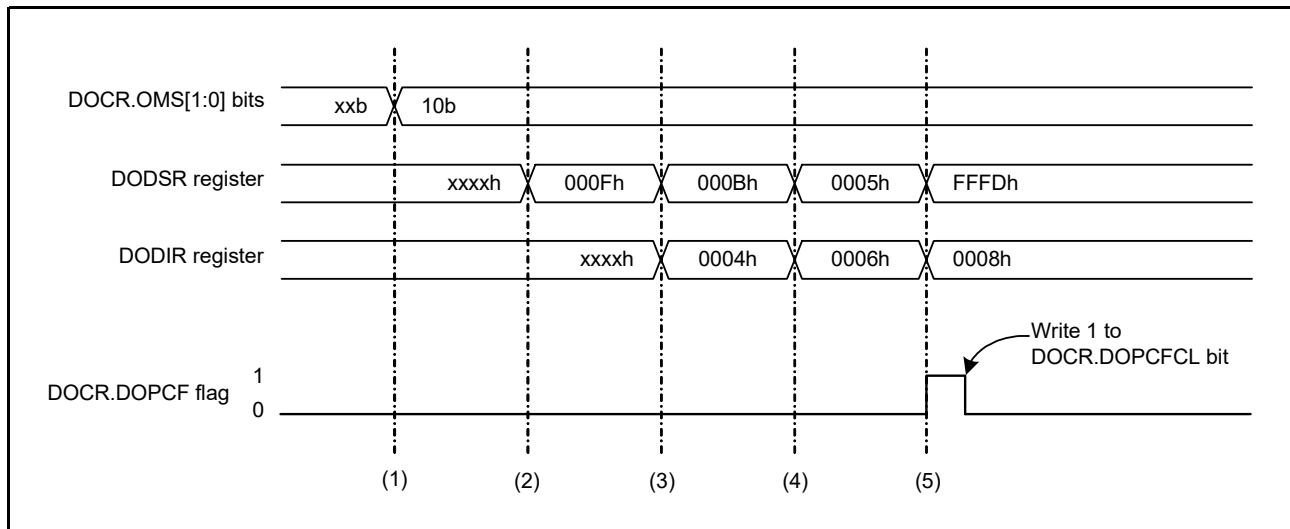 DOCR.OMS[1:0] bits xxb 10b
DODSR register xxxxh 000Fh 000Bh 0005h FFFDh
DODIR register xxxxh 0004h 0006h 0008h
Write 1 to
DOCR.DOPCFCL bit
DOCR.DOPCF flag 1
0
(1) (2) (3) (4) (5)